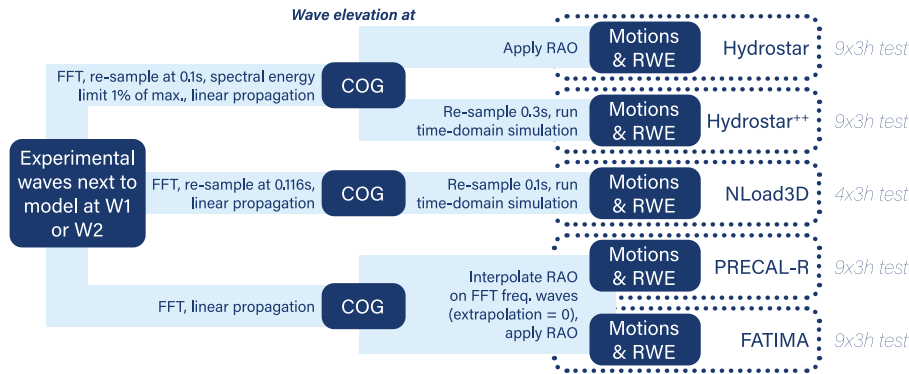 Wave elevation at
Experimental
waves next to
model at W1
or W2
FFT, re-sample at 0.1s, spectral energy
limit 1% of max., linear propagation
COG
Apply RAO
Motions
& RWE
Hydrostar
9x3h test
Re-sample 0.3s, run
time-domain simulation
Motions
& RWE
Hydrostar++
9x3h test
FFT, re-sample at 0.116s,
linear propagation
COG
Re-sample 0.1s, run
time-domain simulation
Motions
& RWE
NLoad3D
4x3h test
FFT, linear propagation
COG
Interpolate RAO
on FFT freq. waves
(extrapolation = 0),
apply RAO
Motions
& RWE
PRECAL-R
9x3h test
Motions
& RWE
FATIMA
9x3h test